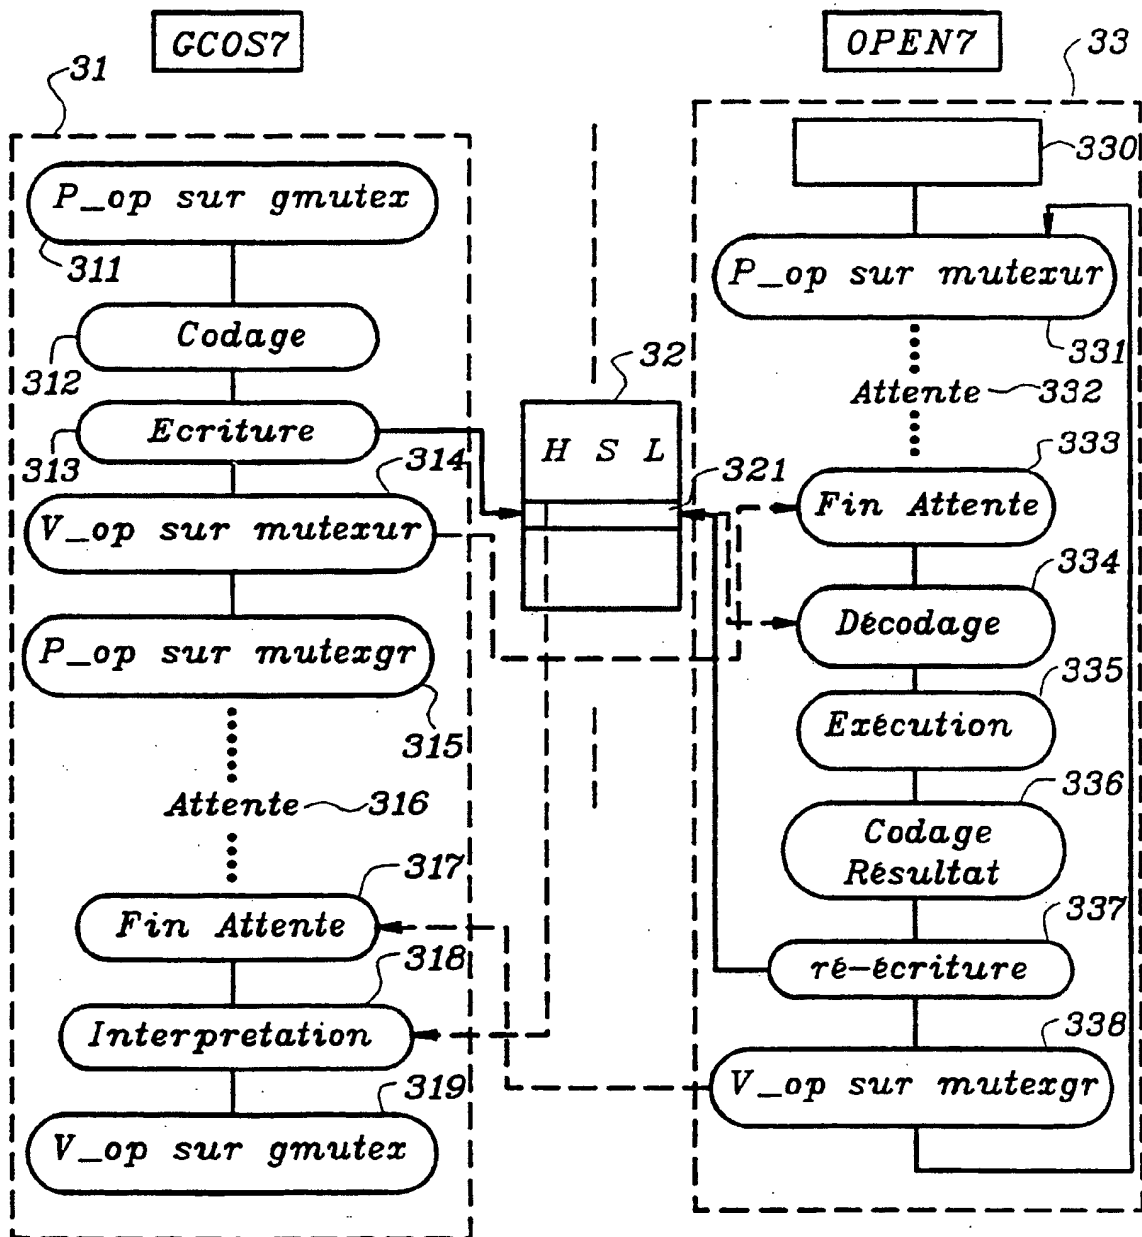 GCOS7
OPEN7
31
33
P_op sur gmutex
311
Codage
312
Ecriture
313
314
V_op sur mutexur
P_op sur mutexgr
315
Attente 316
317
Fin Attente
318
Interpretation
319
V_op sur gmutex
32
H S L
321
330
P_op sur mutexur
331
Attente 332
333
Fin Attente
334
Décodage
335
Exécution
336
Codage
Résultat
337
ré-écriture
338
V_op sur mutexgr